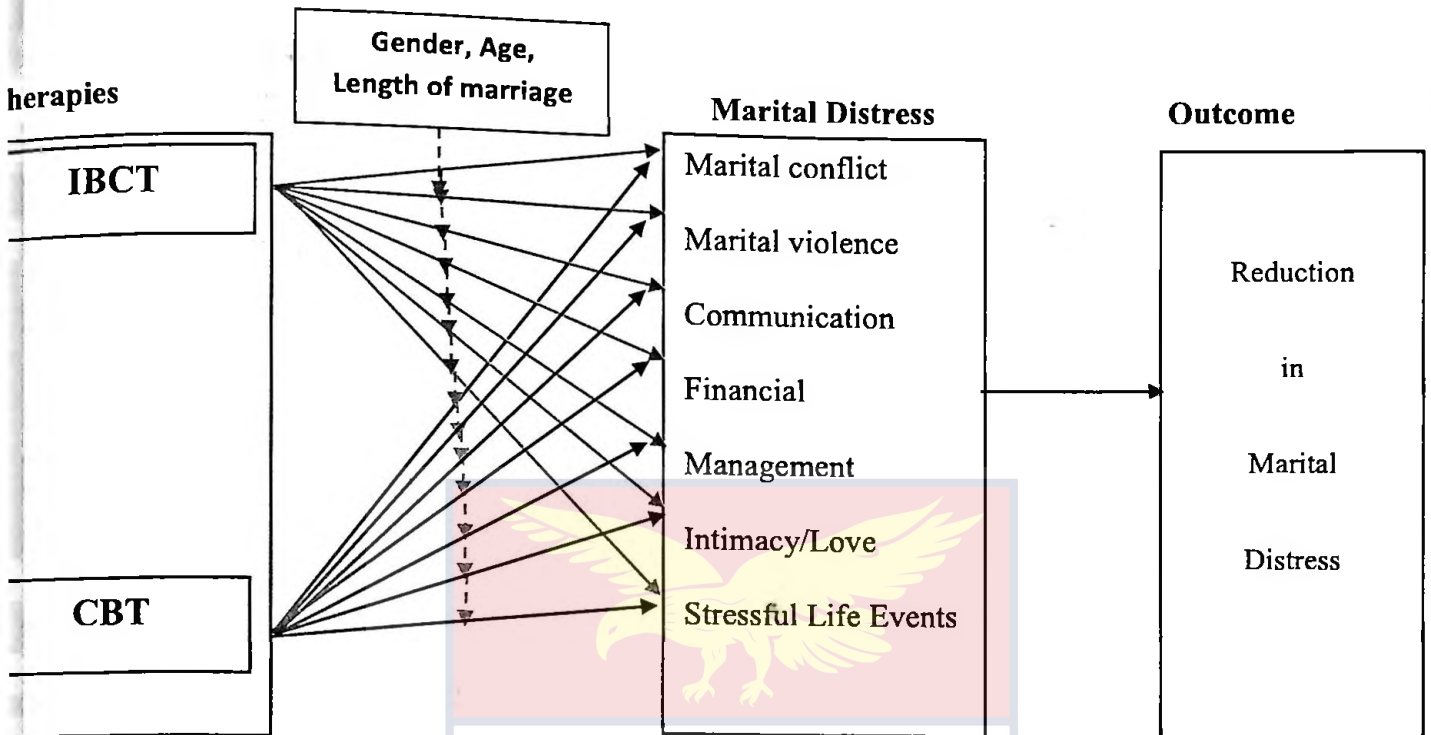 Gender, Age,
Length of marriage
herapies
IBCT
CBT
Marital Distress
Marital conflict
Marital violence
Communication
Financial
Management
Intimacy/Love
Stressful Life Events
Outcome
Reduction
in
Marital
Distress